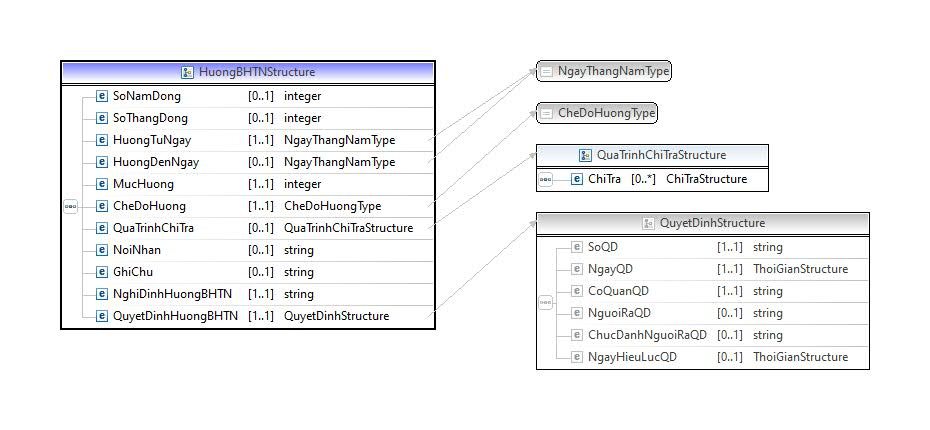 HuongBHTNStructure
SoNamDong [0..1] integer
SoThangDong [0..1] integer
HuongTuNgay [1..1] NgayThangNamType
HuongDenNgay [0..1] NgayThangNamType
MucHuong [1..1] integer
CheDoHuong [1..1] CheDoHuongType
QuaTrinhChiTra [0..1] QuaTrinhChiTraStructure
NoiNhan [0..1] string
GhiChu [0..1] string
NghiDinhHuongBHTN [1..1] string
QuyetDinhHuongBHTN [1..1] QuyetDinhStructure
NgayThangNamType
CheDoHuongType
QuaTrinhChiTraStructure
ChiTra [0..*] ChiTraStructure
QuyetDinhStructure
SoQD [1..1] string
NgayQD [1..1] ThoiGianStructure
CoQuanQD [1..1] string
NguoiRaQD [0..1] string
ChucDanhNguoiRaQD [0..1] string
NgayHieuLucQD [0..1] ThoiGianStructure